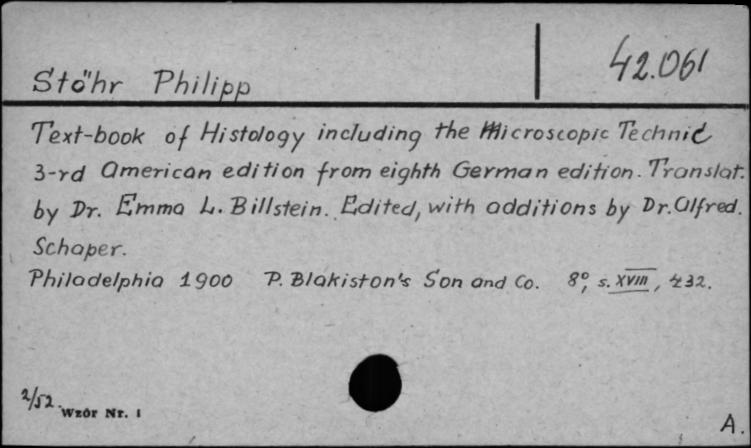 Stöhr Philipp
42.061
Text-book of Histology including the Microscopic Technic
3-rd American edition from eighth German edition. Translat.
by Dr. Emma L. Billstein. Edited, with additions by Dr. Alfred.
Schaper.
Philadelphia 1900 P. Blakiston's Son and Co. 8°, s. XVIII, 432.
2/52. Wzór Nr. 1
A.